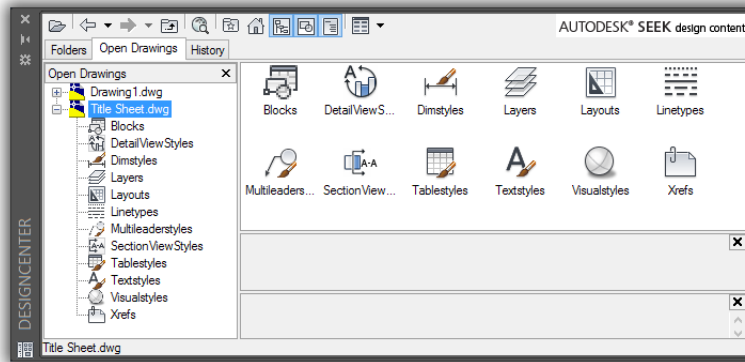 AUTODESK® SEEK design content
Folders
Open Drawings
History
Open Drawings
Drawing1.dwg
Title Sheet.dwg
Blocks
DetailViewStyles
Dimstyles
Layers
Layouts
Linetypes
Multileaderstyles
SectionViewStyles
Tablestyles
Textstyles
Visualstyles
Xrefs
Blocks
DetailViewS...
Dimstyles
Layers
Layouts
Linetypes
Multileaders...
SectionView...
Tablestyles
Textstyles
Visualstyles
Xrefs
DESIGNCENTER
Title Sheet.dwg